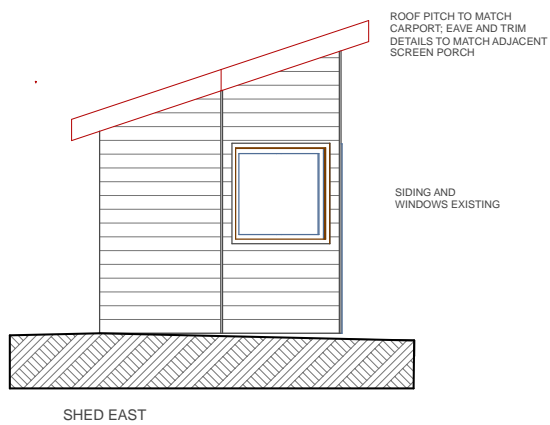 ROOF PITCH TO MATCH
CARPORT; EAVE AND TRIM
DETAILS TO MATCH ADJACENT
SCREEN PORCH
SIDING AND
WINDOWS EXISTING
SHED EAST